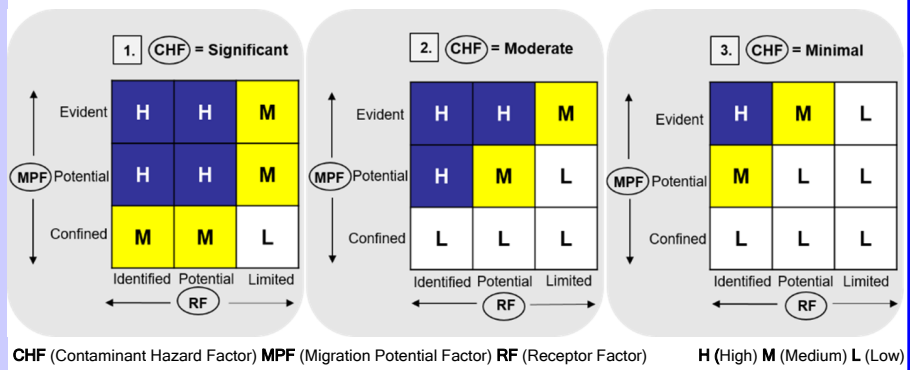 1. CHF = Significant
Evident H H M
MPF Potential H H M
Confined M M L
Identified Potential Limited
RF
2. CHF = Moderate
Evident H H M
MPF Potential H M L
Confined L L L
Identified Potential Limited
RF
3. CHF = Minimal
Evident H M L
MPF Potential M L L
Confined L L L
Identified Potential Limited
RF
CHF (Contaminant Hazard Factor) MPF (Migration Potential Factor) RF (Receptor Factor) H (High) M (Medium) L (Low)